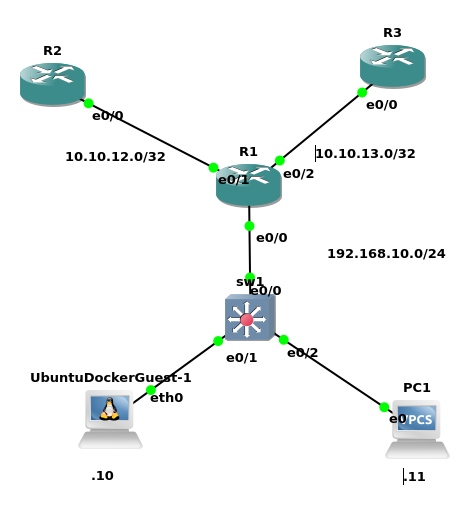 R3
R2
e0/0
e0/0
10.10.12.0/32
R1
10.10.13.0/32
e0/1
e0/2
e0/0
192.168.10.0/24
sw1
e0/0
e0/1
e0/2
UbuntuDockerGuest-1
eth0
PC1
e0
VPCS
.10
.11